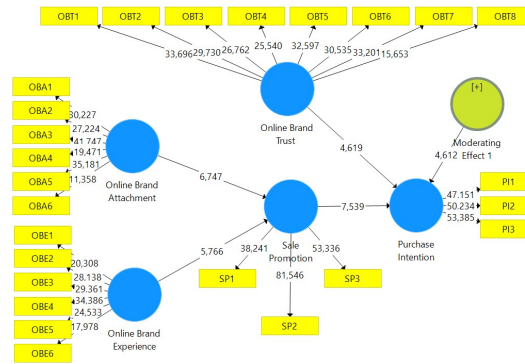 OBT1 OBT2 OBT3 OBT4 OBT5 OBT6 OBT7 OBT8
33,696 29,730 26,762 25,540 32,597 30,535 33,201 15,653
Online Brand
Trust
[+]
Moderating
Effect 1
4,619
4,612
OBA1
OBA2
OBA3
OBA4
OBA5
OBA6
30,227
27,224
41,747
19,471
35,181
11,358
Online Brand
Attachment
6,747
PI1
PI2
PI3
47,151
50,234
53,385
Purchase
Intention
7,539
Sale
Promotion
5,766
38,241
81,546
53,336
SP1
SP2
SP3
OBE1
OBE2
OBE3
OBE4
OBE5
OBE6
20,308
28,138
29,361
34,386
24,533
17,978
Online Brand
Experience